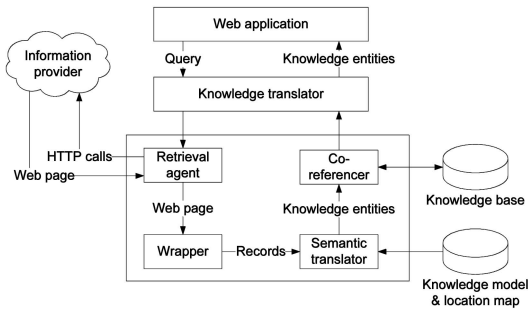 Web application
Information
provider
Query
Knowledge entities
Knowledge translator
HTTP calls
Web page
Retrieval
agent
Co-
referencer
Knowledge base
Web page
Knowledge entities
Wrapper
Records
Semantic
translator
Knowledge model
& location map